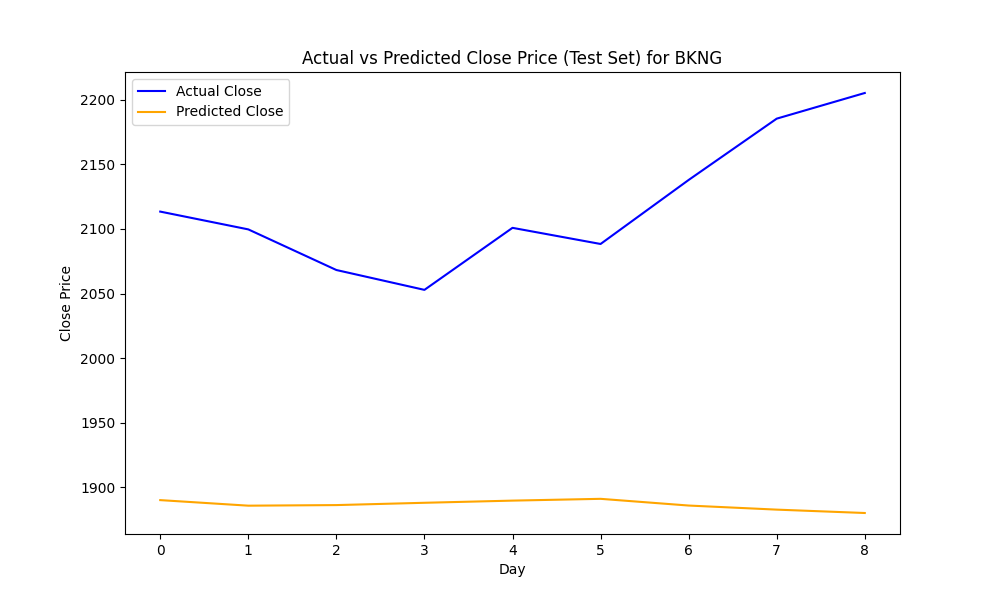 Actual vs Predicted Close Price (Test Set) for BKNG
Actual Close
Predicted Close
2200
2150
2100
2050
2000
1950
1900
Close Price
0 1 2 3 4 5 6 7 8
Day